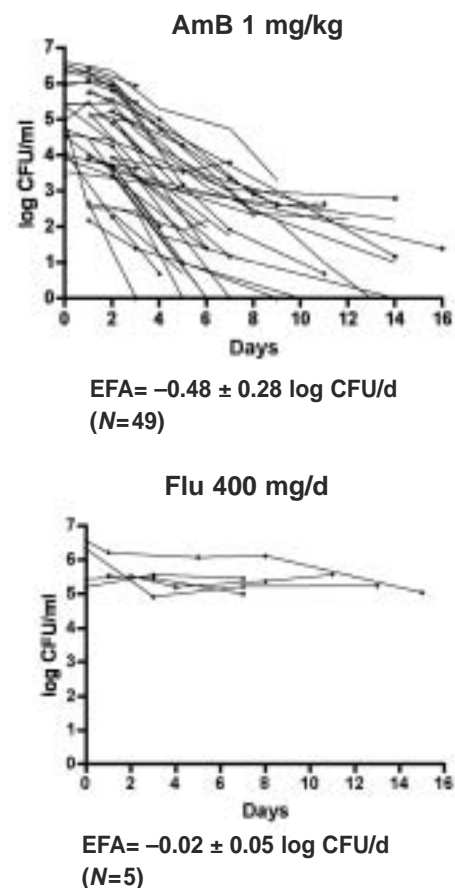 AmB 1 mg/kg
7
6
5
4
3
2
1
0
log CFU/ml
0 2 4 6 8 10 12 14 16
Days
EFA= –0.48 ± 0.28 log CFU/d
(N=49)
Flu 400 mg/d
7
6
5
4
3
2
1
0
log CFU/ml
0 2 4 6 8 10 12 14 16
Days
EFA= –0.02 ± 0.05 log CFU/d
(N=5)